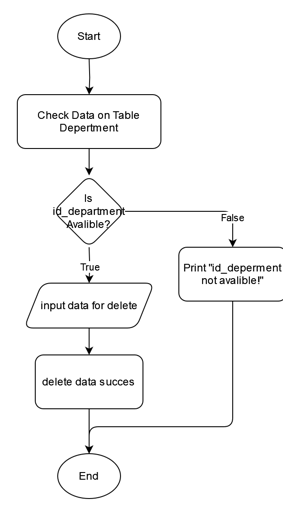 Start
Check Data on Table
Depertment
Is
id_department
Avalible?
False
True
Print "id_deperment
not avalible!"
input data for delete
delete data succes
End